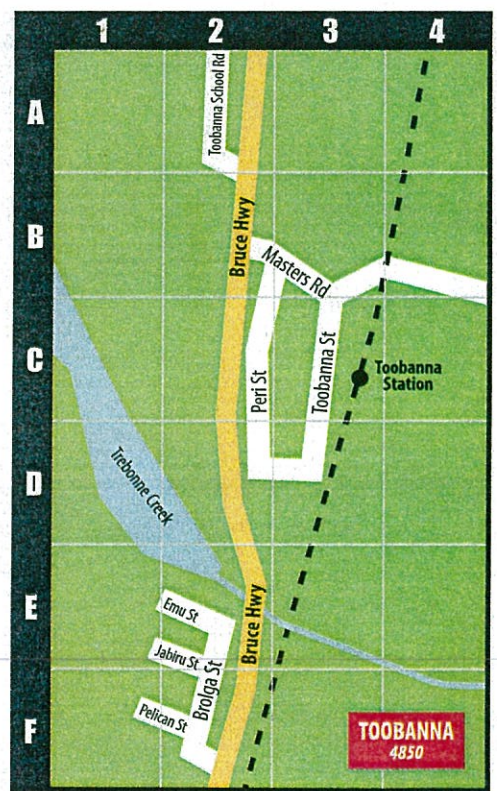 1 2 3 4
A
Toobanna School Rd
B
Bruce Hwy
Masters Rd
C
Peri St
Toobanna St
Toobanna
Station
D
Trebonne Creek
E
Emu St
Bruce Hwy
Jabiru St
Brolga St
F
Pelican St
TOOBANNA
4850